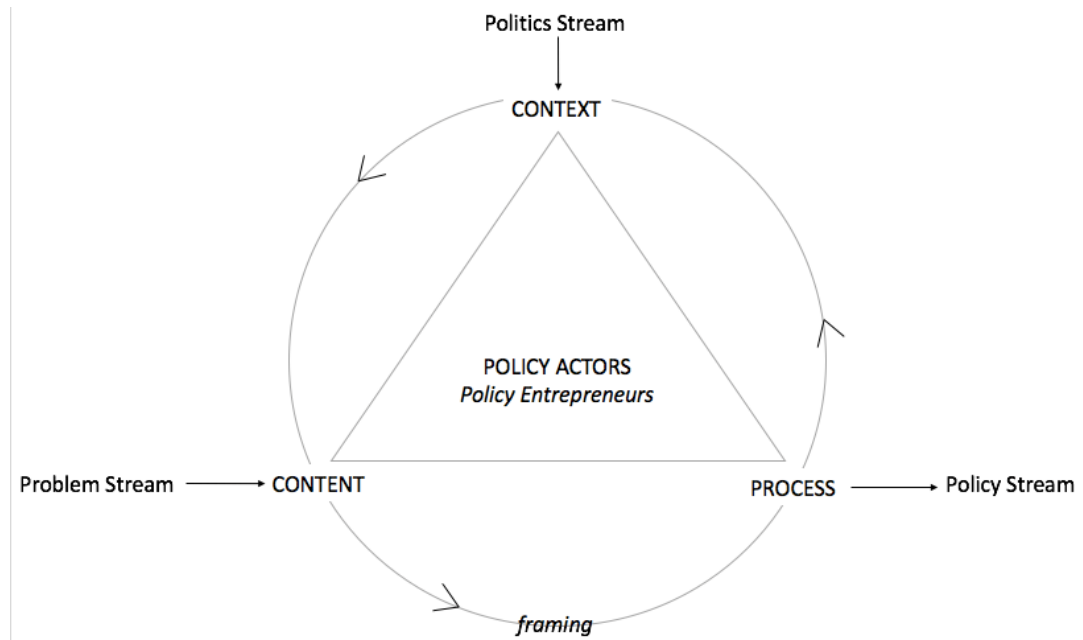 Politics Stream
CONTEXT
POLICY ACTORS
Policy Entrepreneurs
Problem Stream
CONTENT
PROCESS
Policy Stream
framing